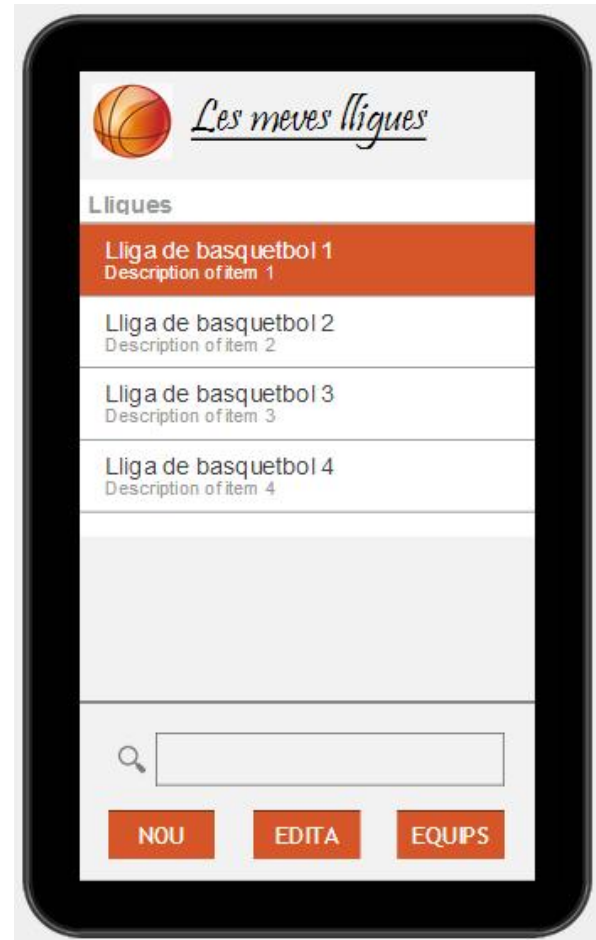 Les meves lligues
Lligues
Lliga de basquetbol 1
Description of item 1
Lliga de basquetbol 2
Description of item 2
Lliga de basquetbol 3
Description of item 3
Lliga de basquetbol 4
Description of item 4
NOU EDITA EQUIPS